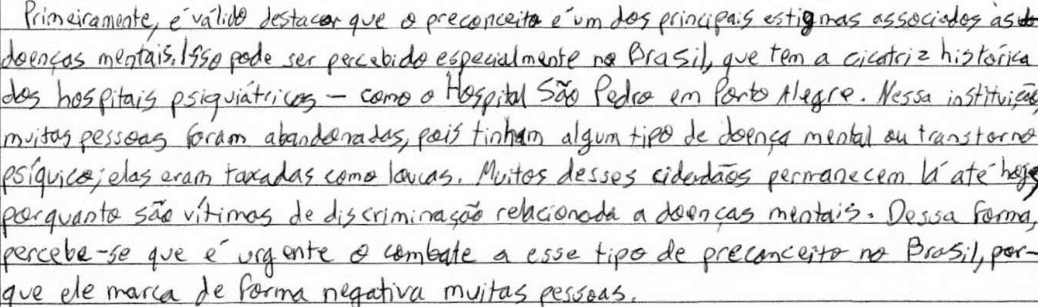 Primeiramente, é válido destacar que o preconceito é um dos principais estigmas associados às
doenças mentais. Isso pode ser percebido especialmente no Brasil, que tem a cicatriz histórica
dos hospitais psiquiátricos - como o Hospital São Pedro em Porto Alegre. Nessa instituição,
muitas pessoas foram abandonadas, pois tinham algum tipo de doença mental ou transtorno
psíquico; elas eram taxadas como loucas. Muitos desses cidadãos permanecem lá até hoje,
porquanto são vítimas de discriminação relacionada a doenças mentais. Dessa forma,
percebe-se que é urgente o combate a esse tipo de preconceito no Brasil, por-
que ele marca de forma negativa muitas pessoas.